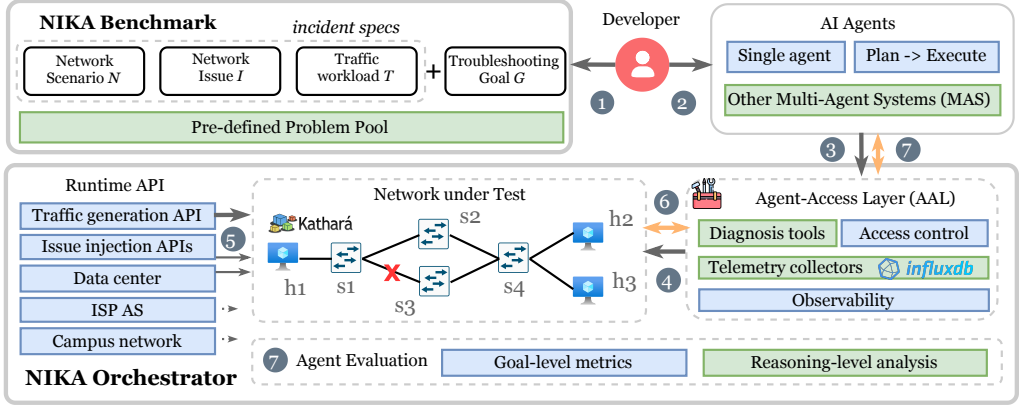 NIKA Benchmark
incident specs
Network
Scenario N
Network
Issue I
Traffic
workload T
+
Troubleshooting
Goal G
Pre-defined Problem Pool
Developer
1
2
AI Agents
Single agent
Plan -> Execute
Other Multi-Agent Systems (MAS)
3
7
Runtime API
Traffic generation API
Issue injection APIs
Data center
ISP AS
Campus network
NIKA Orchestrator
5
Network under Test
Kathará
h1
s1
s2
s3
s4
h2
h3
6
4
Agent-Access Layer (AAL)
Diagnosis tools
Access control
Telemetry collectors
influxdb
Observability
7 Agent Evaluation
Goal-level metrics
Reasoning-level analysis